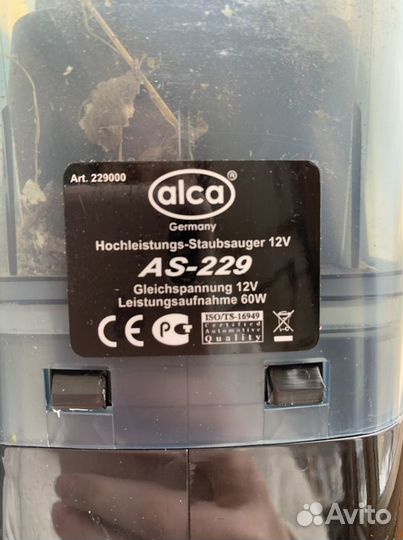 Art. 229000
alca®
Germany
Hochleistungs-Staubsauger 12V
AS-229
Gleichspannung 12V
Leistungsaufnahme 60W
CE PCT ISO/TS-16949
Certified
Automotive
Quality
Avito